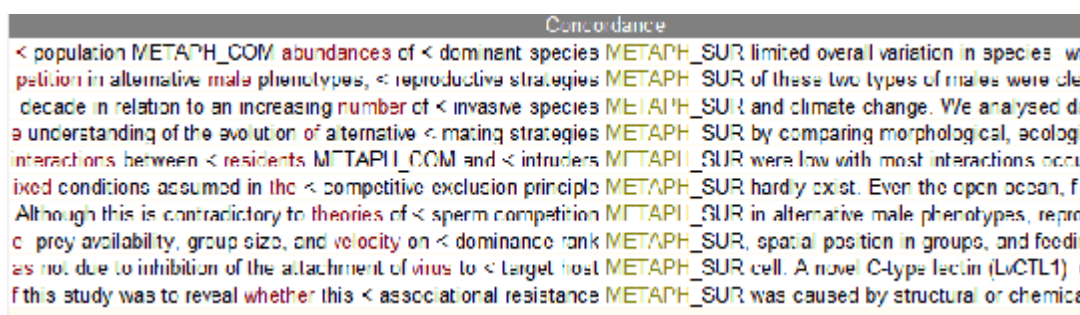 Concordance
< population METAPH_COM abundances of < dominant species METAPH_SUR limited overall variation in species w
petition in alternative male phenotypes, < reproductive strategies METAPH_SUR of these two types of males were cle
decade in relation to an increasing number of < invasive species METAPH_SUR and climate change. We analysed d
e understanding of the evolution of alternative < mating strategies METAPH_SUR by comparing morphological, ecologi
interactions between < residents METAPH_COM and < intruders METAPH_SUR were low with most interactions occu
ixed conditions assumed in the < competitive exclusion principle METAPH_SUR hardly exist. Even the open ocean, f
Although this is contradictory to theories of < sperm competition METAPH_SUR in alternative male phenotypes, repro
prey availability, group size, and velocity on < dominance rank METAPH_SUR, spatial position in groups, and feedi
as not due to inhibition of the attachment of virus to < target host METAPH_SUR cell. A novel C-type lectin (LvCTL1)
f this study was to reveal whether this < associational resistance METAPH_SUR was caused by structural or chemica